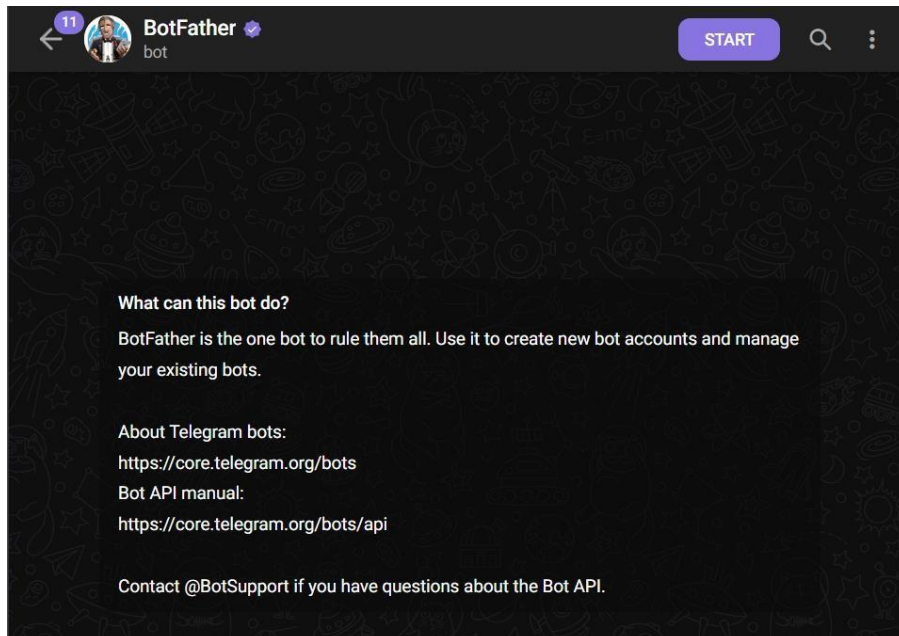 11
BotFather
bot
START
What can this bot do?
BotFather is the one bot to rule them all. Use it to create new bot accounts and manage
your existing bots.
About Telegram bots:
https://core.telegram.org/bots
Bot API manual:
https://core.telegram.org/bots/api
Contact @BotSupport if you have questions about the Bot API.